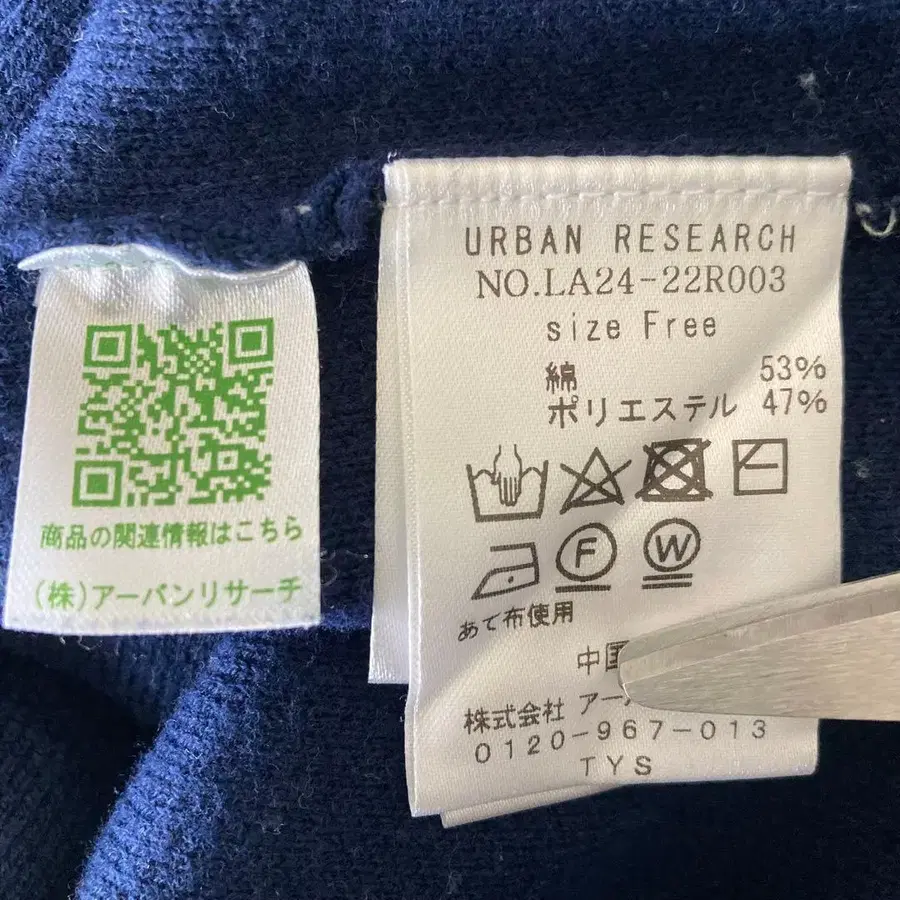 商品の関連情報はこちら
(株)アーバンリサーチ
URBAN RESEARCH
NO.LA24-22R003
size Free
綿 53%
ポリエステル 47%
F W
あて布使用
中国
株式会社 アー
0120-967-013
TYS